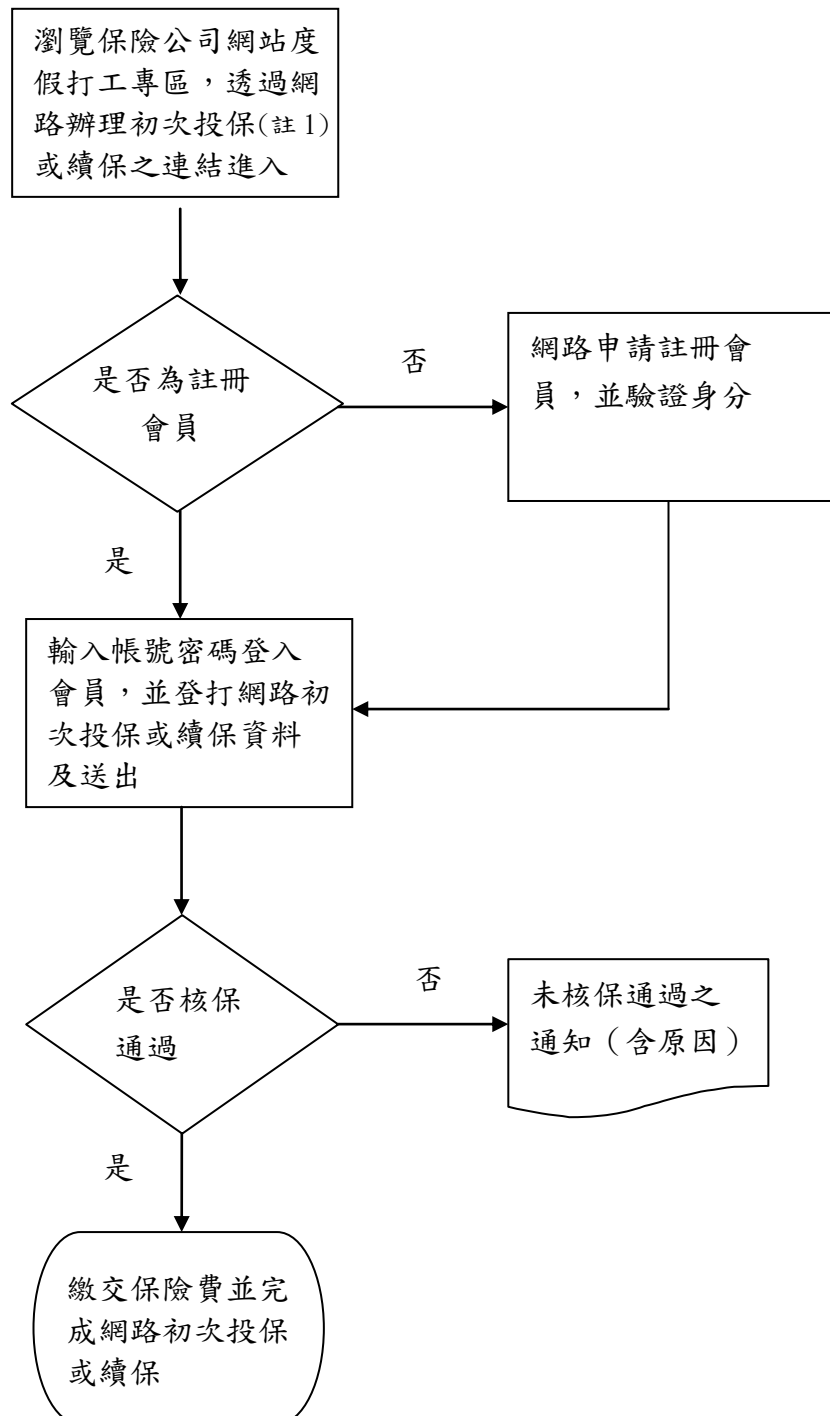 瀏覽保險公司網站度
假打工專區，透過網
路辦理初次投保(註1)
或續保之連結進入
是否為註冊
會員
否
網路申請註冊會
員，並驗證身分
是
輸入帳號密碼登入
會員，並登打網路初
次投保或續保資料
及送出
是否核保
通過
否
未核保通過之
通知（含原因）
是
繳交保險費並完
成網路初次投保
或續保